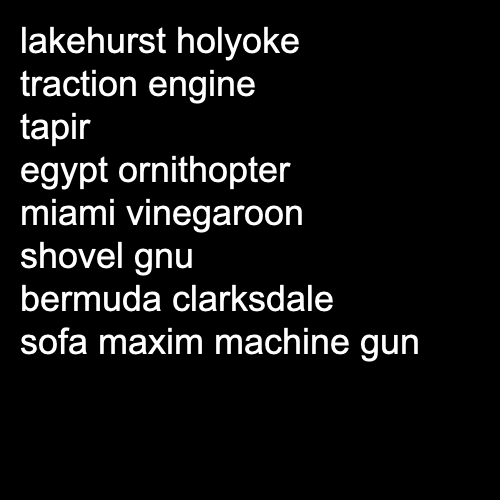 lakehurst holyoke
traction engine
tapir
egypt ornithopter
miami vinegaroon
shovel gnu
bermuda clarksdale
sofa maxim machine gun